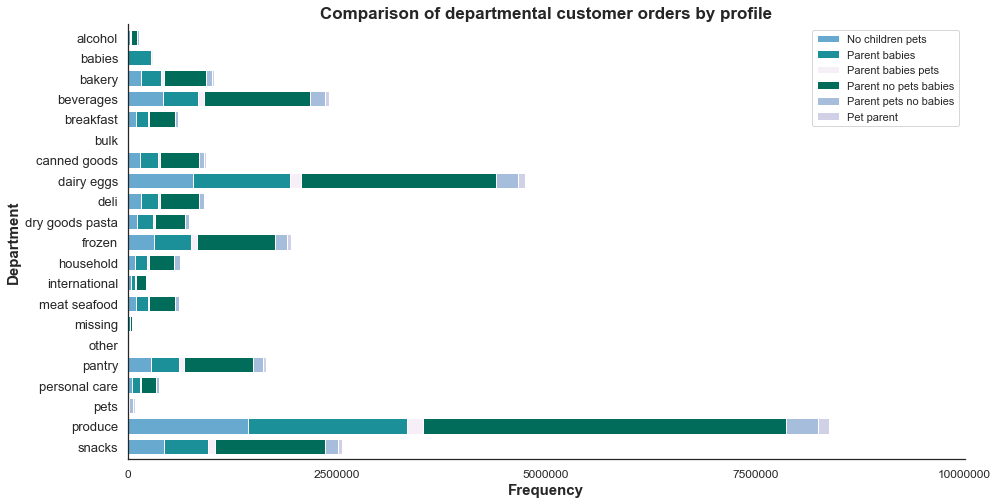 Comparison of departmental customer orders by profile
No children pets
Parent babies
Parent babies pets
Parent no pets babies
Parent pets no babies
Pet parent
Department
alcohol
babies
bakery
beverages
breakfast
bulk
canned goods
dairy eggs
deli
dry goods pasta
frozen
household
international
meat seafood
missing
other
pantry
personal care
pets
produce
snacks
0 2500000 5000000 7500000 10000000
Frequency